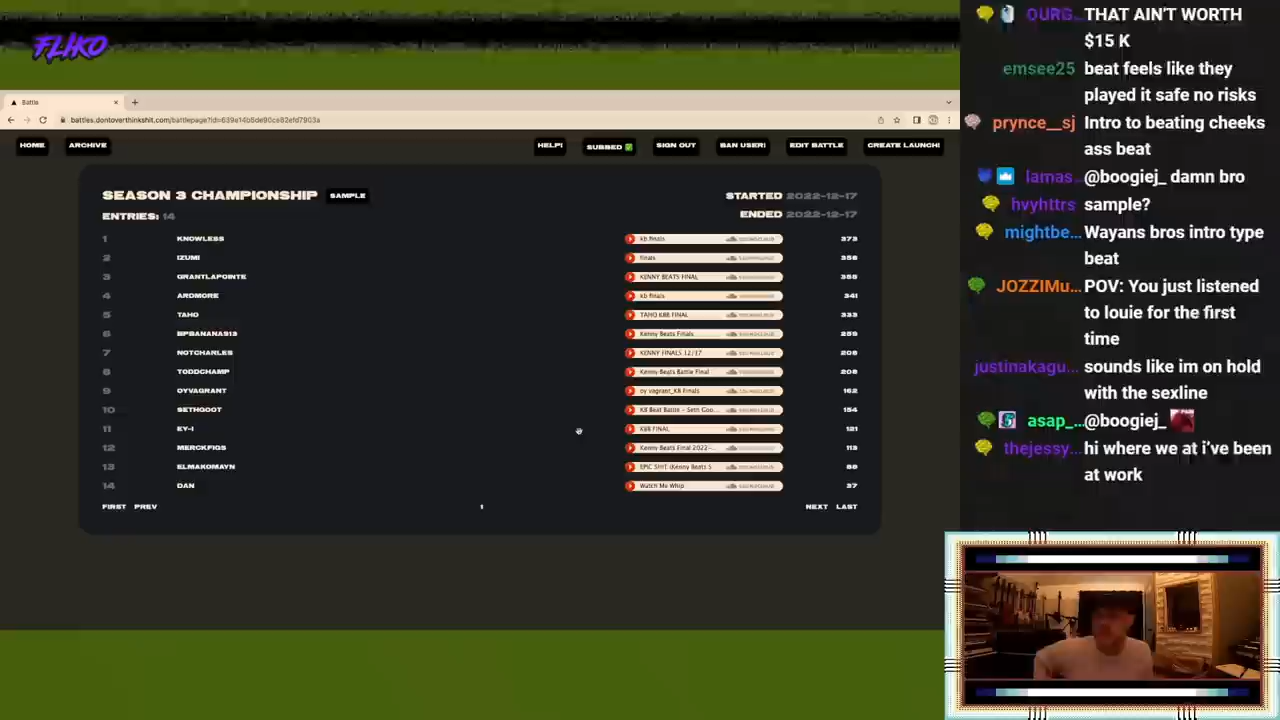 FLIKO
Battle
battles.dontoverthinkshit.com/battlepage?id=
HOME ARCHIVE HELP! SUBBED ✅ SIGN OUT BAN USER! EDIT BATTLE CREATE LAUNCH!
SEASON 3 CHAMPIONSHIP SAMPLE STARTED 2022-12-17
ENTRIES: 14 ENDED 2022-12-17
1 KNOWLESS kb finals 373
2 IZUMI finals 356
3 GRANTLAPOINTE KENNY BEATS FINAL
4 ARDMORE kb finals 341
5 TAHO TAHO KBB FINAL 333
6 BPBANANAS13 Kenny Beats Finals 259
7 NOTCHARLES KENNY FINALS 12/17
8 TODDCHAMP Kenny Beats Battle Final
9 OYVAGRANT oy vagrant_KB Finals 162
10 SETHGOOT KB Beat Battle - Seth Goo... 154
11 EY-I KBB FINAL 121
12 MERCKFIGS Kenny Beats Final 2022-... 113
13 ELMAKOMAYN EPIC SHIT (Kenny Beats S
14 DAN Watch Me Whip 37
FIRST PREV 1 NEXT LAST
OURG... THAT AIN'T WORTH
$15 K
emsee25 beat feels like they
played it safe no risks
prynce__sj Intro to beating cheeks
ass beat
lamas... @boogiej_ damn bro
hvyhttrs sample?
mightbe... Wayans bros intro type
beat
JOZZIMu... POV: You just listened
to louie for the first
time
justinakagu... sounds like im on hold
with the sexline
asap_... @boogiej_
thejessy... hi where we at i've been
at work